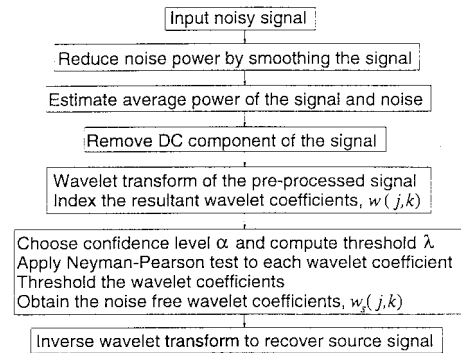 Input noisy signal
Reduce noise power by smoothing the signal
Estimate average power of the signal and noise
Remove DC component of the signal
Wavelet transform of the pre-processed signal
Index the resultant wavelet coefficients, w(j,k)
Choose confidence level α and compute threshold λ
Apply Neyman-Pearson test to each wavelet coefficient
Threshold the wavelet coefficients
Obtain the noise free wavelet coefficients, wₛ(j,k)
Inverse wavelet transform to recover source signal